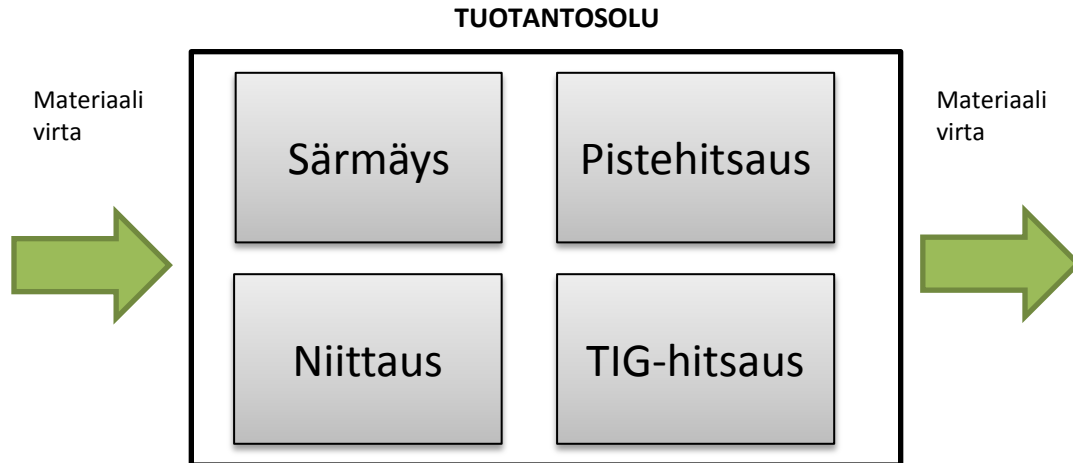 TUOTANTOSOLU
Materiaali
virta
Särmäys
Pistehitsaus
Materiaali
virta
Niittaus
TIG-hitsaus